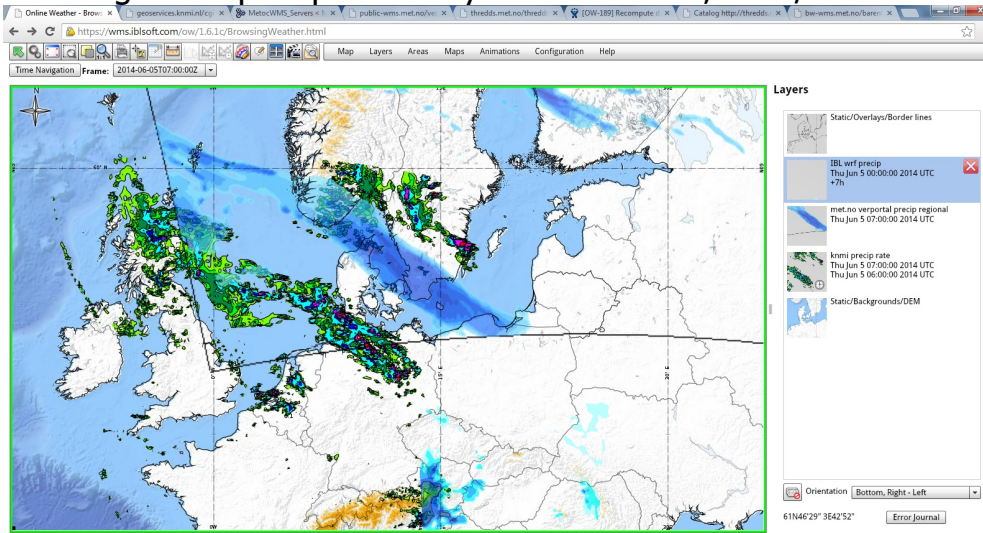 Online Weather - Brows
geoservices.knmi.nl/cg
MetocWMS_Servers <
public-wms.met.no/ver
thredds.met.no/thredd
[OW-189] Recompute d
Catalog http://thredds.
bw-wms.met.no/baren
https://wms.iblsoft.com/ow/1.6.1c/BrowsingWeather.html
Map Layers Areas Maps Animations Configuration Help
Time Navigation Frame: 2014-06-05T07:00:00Z
Layers
Static/Overlays/Border lines
IBL wrf precip
Thu Jun 5 00:00:00 2014 UTC
+7h
met.no verportal precip regional
Thu Jun 5 07:00:00 2014 UTC
knmi precip rate
Thu Jun 5 07:00:00 2014 UTC
Thu Jun 5 06:00:00 2014 UTC
Static/Backgrounds/DEM
N
60° N
15° E
0W
Orientation Bottom, Right - Left
61N46'29" 3E42'52" Error Journal